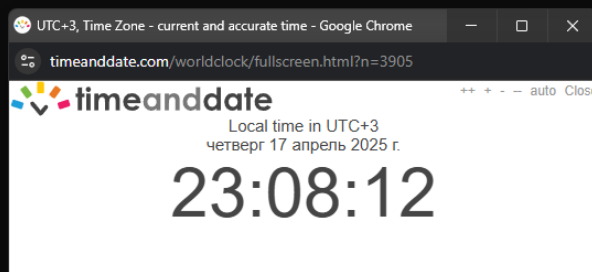 UTC+3, Time Zone - current and accurate time - Google Chrome
timeanddate.com/worldclock/fullscreen.html?n=3905
timeanddate
++ + - -- auto Close
Local time in UTC+3
четверг 17 апрель 2025 г.
23:08:12